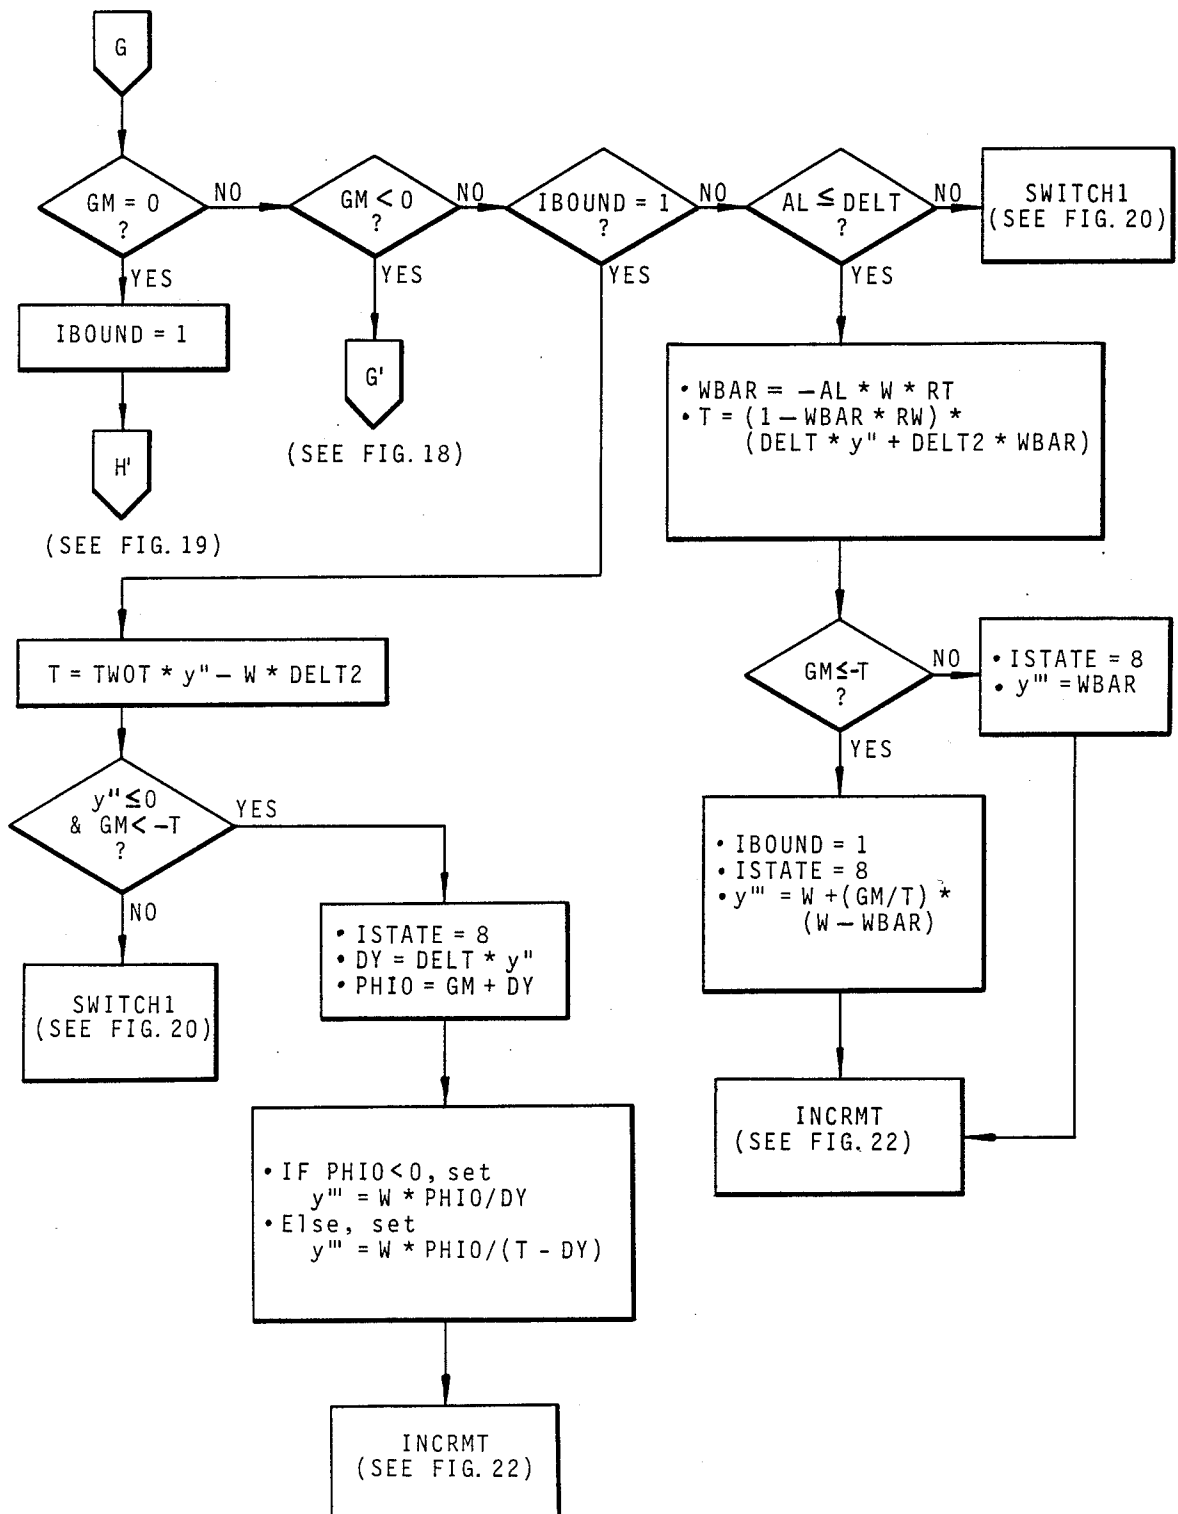 G
GM = 0
?
NO
YES
GM < 0
?
NO
YES
IBOUND = 1
?
NO
YES
AL ≤ DELT
?
NO
YES
SWITCH1
(SEE FIG. 20)
IBOUND = 1
H'
(SEE FIG. 19)
G'
(SEE FIG. 18)
• WBAR = -AL * W * RT
• T = (1 - WBAR * RW) *
(DELT * y" + DELT2 * WBAR)
T = TWOT * y" - W * DELT2
GM ≤ -T
?
NO
YES
• ISTATE = 8
• y"' = WBAR
y" ≤ 0
& GM < -T
?
YES
NO
• IBOUND = 1
• ISTATE = 8
• y"' = W + (GM/T) *
(W - WBAR)
• ISTATE = 8
• DY = DELT * y"
• PHIO = GM + DY
SWITCH1
(SEE FIG. 20)
INCRMT
(SEE FIG. 22)
• IF PHIO < 0, set
y"' = W * PHIO/DY
• Else, set
y"' = W * PHIO/(T - DY)
INCRMT
(SEE FIG. 22)